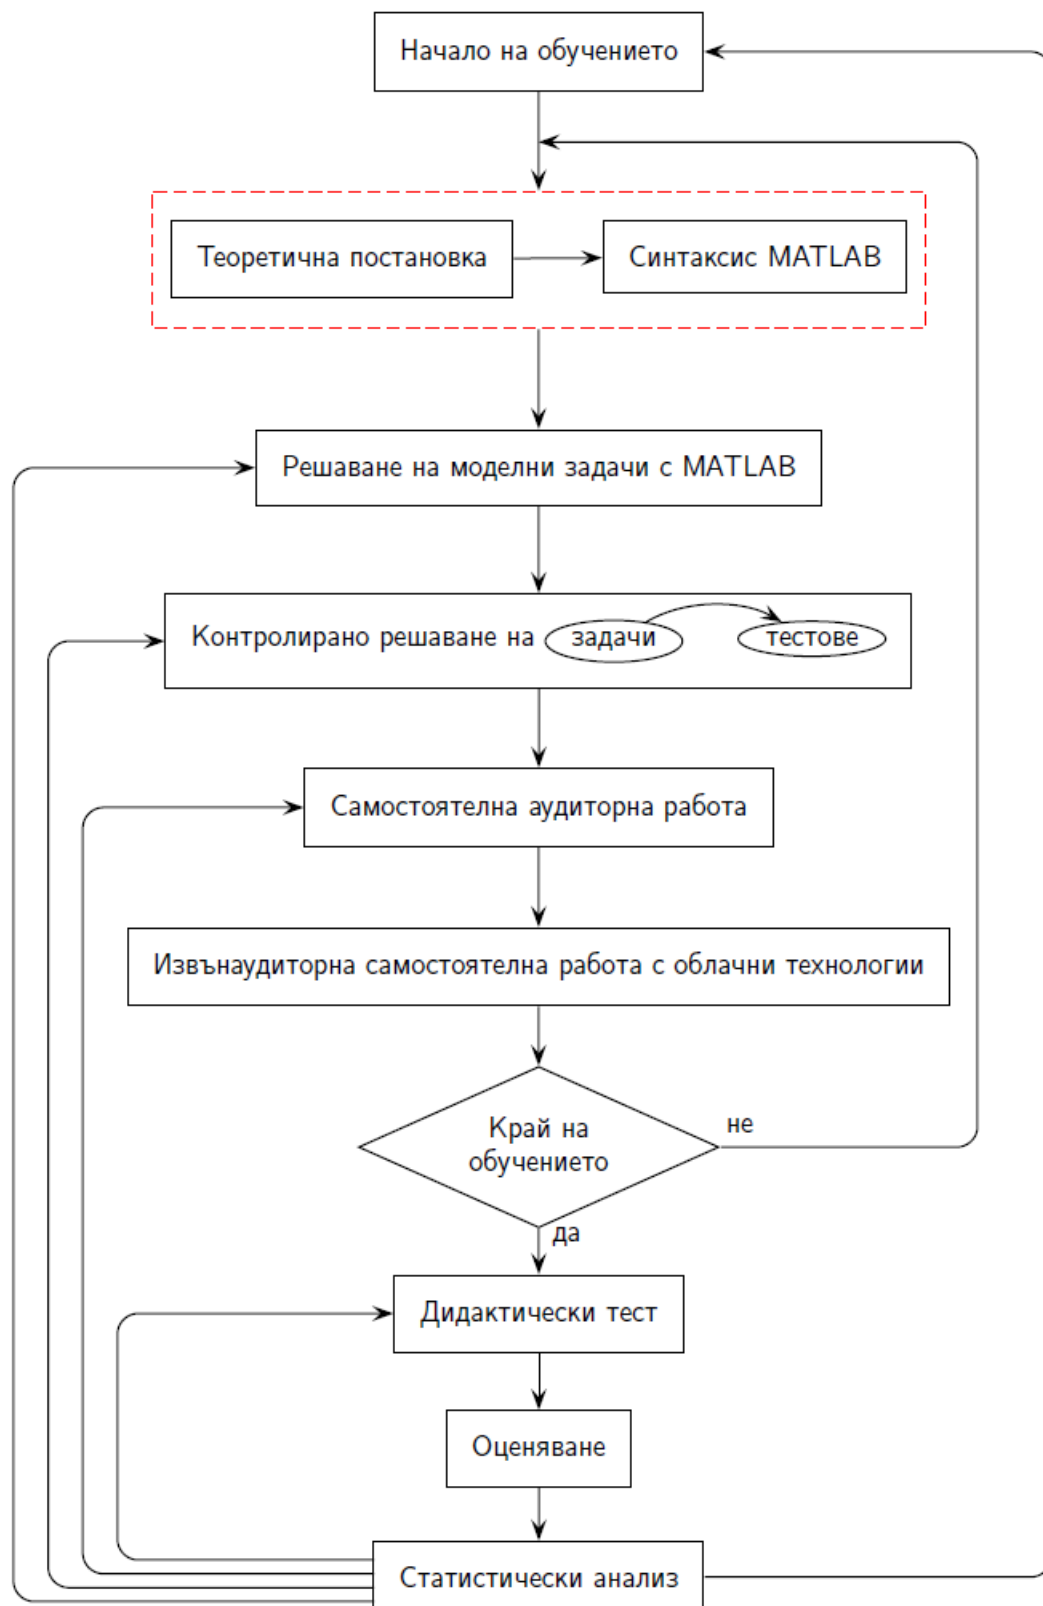 Начало на обучението
Теоретична постановка
Синтаксис MATLAB
Решаване на моделни задачи с MATLAB
Контролирано решаване на задачи тестове
Самостоятелна аудиторна работа
Извънаудиторна самостоятелна работа с облачни технологии
Край на
обучението
не
да
Дидактически тест
Оценяване
Статистически анализ